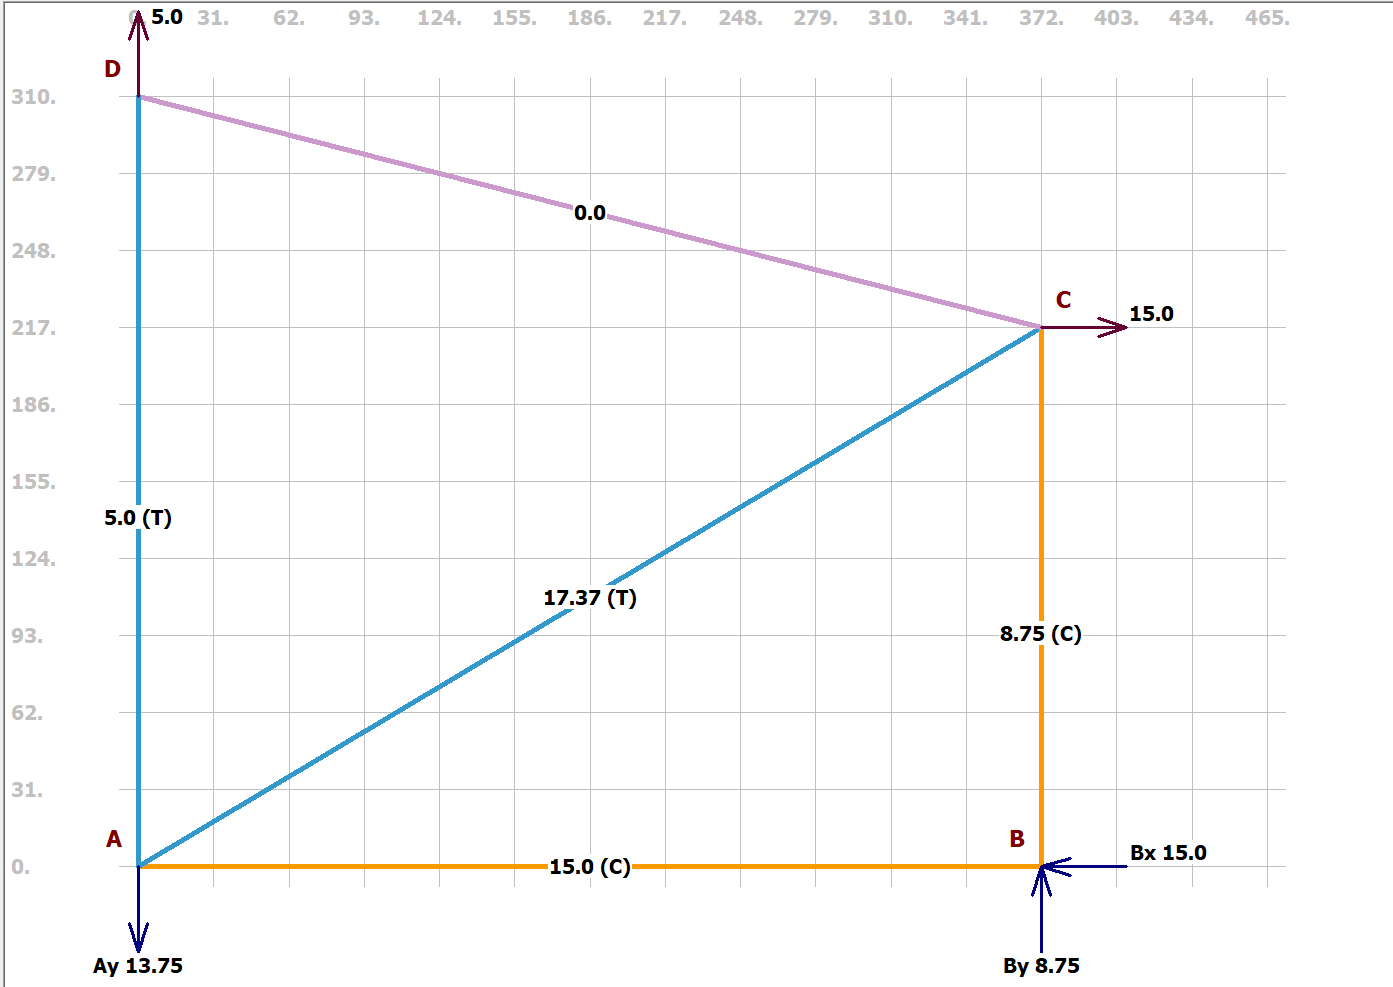 0. 31. 62. 93. 124. 155. 186. 217. 248. 279. 310. 341. 372. 403. 434. 465.
5.0
D
310.
279.
0.0
248.
C
15.0
217.
186.
155.
5.0 (T)
124.
17.37 (T)
93.
8.75 (C)
62.
31.
A
B
0.
15.0 (C)
Bx 15.0
Ay 13.75
By 8.75